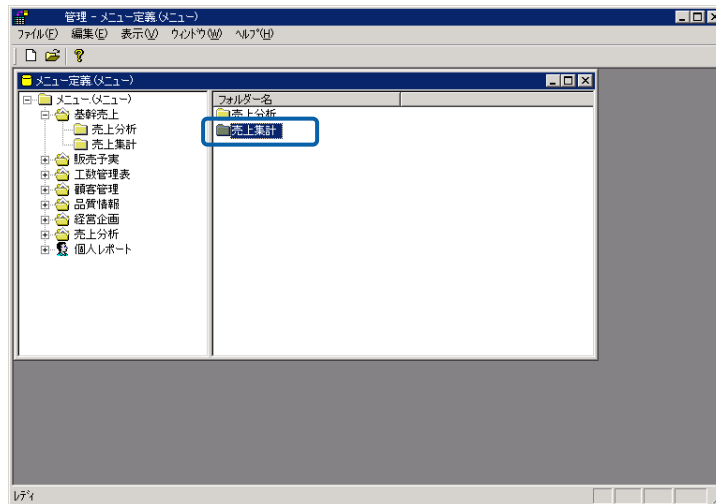 管理 - メニュー定義(メニュー)
ファイル(F) 編集(E) 表示(V) ウィンドウ(W) ヘルプ(H)
メニュー定義(メニュー)
メニュー.(メニュー)
基幹売上
売上分析
売上集計
販売予実
工数管理表
顧客管理
品質情報
経営企画
売上分析
個人レポート
フォルダー名
売上分析
売上集計
レディ